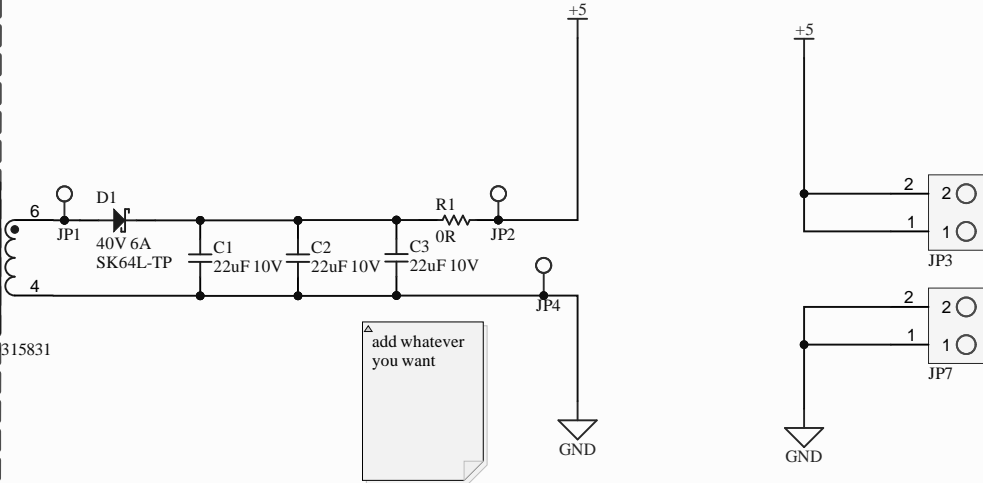 +5
+5
6
D1
R1
JP1
40V 6A
SK64L-TP
C1
22uF 10V
C2
22uF 10V
C3
22uF 10V
0R
JP2
4
JP4
315831
add whatever
you want
GND
2
2
1
1
JP3
2
2
1
1
JP7
GND